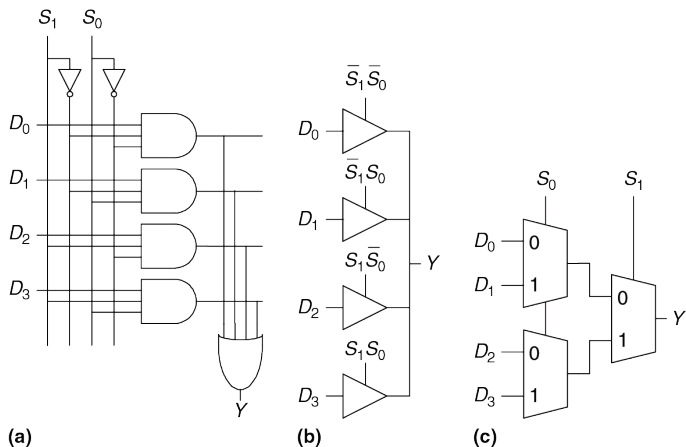 S₁ S₀
D₀
D₁
D₂
D₃
Y
(a)
S̅₁ S̅₀
D₀
S̅₁ S₀
D₁
S₁ S̅₀
D₂
S₁ S₀
D₃
Y
(b)
S₀ S₁
D₀ 0
D₁ 1
D₂ 0
D₃ 1
0
1
Y
(c)